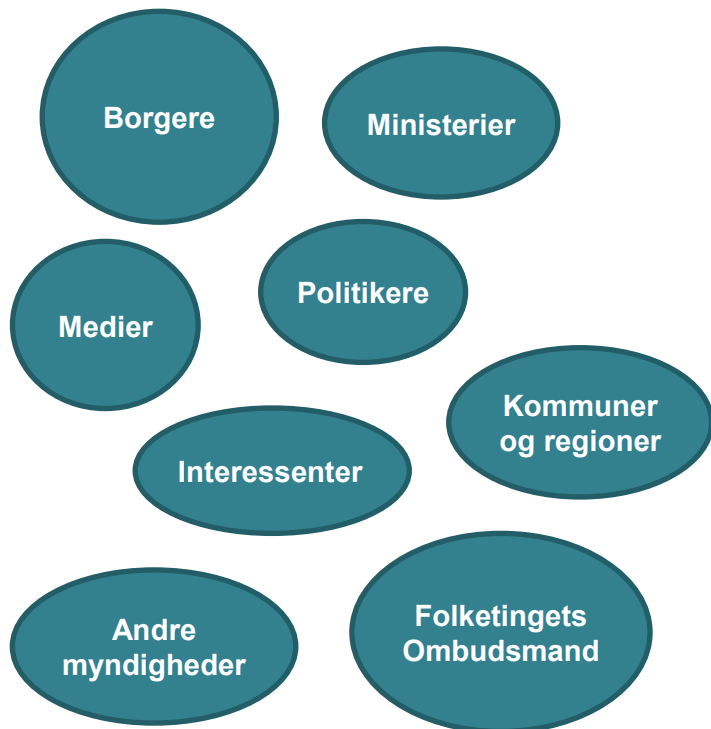 Borgere
Ministerier
Politikere
Medier
Kommuner
og regioner
Interessenter
Andre
myndigheder
Folketingets
Ombudsmand